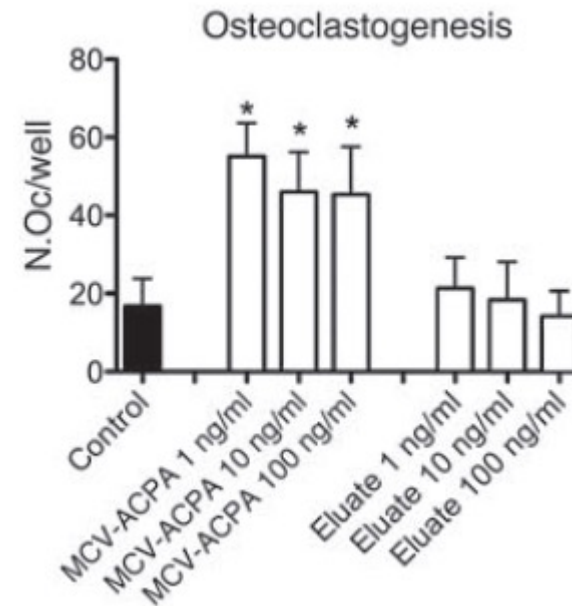 Osteoclastogenesis
N.Oc/well
80
60
40
20
0
*
*
*
Control
MCV-ACPA 1 ng/ml
MCV-ACPA 10 ng/ml
MCV-ACPA 100 ng/ml
Eluate 1 ng/ml
Eluate 10 ng/ml
Eluate 100 ng/ml